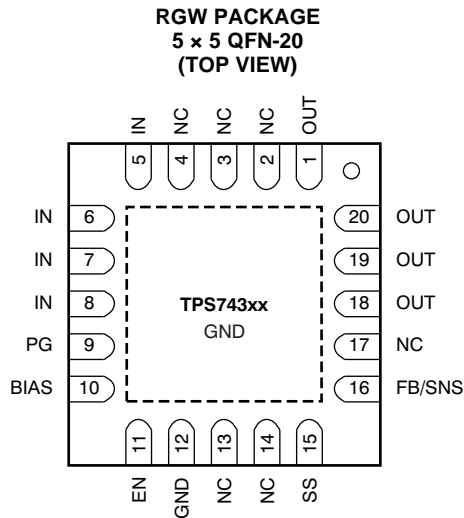 RGW PACKAGE
5 × 5 QFN-20
(TOP VIEW)
IN NC NC NC OUT
5 4 3 2 1
IN 6 20 OUT
IN 7 19 OUT
IN 8 TPS743xx 18 OUT
GND
PG 9 17 NC
BIAS 10 16 FB/SNS
11 12 13 14 15
EN GND NC NC SS